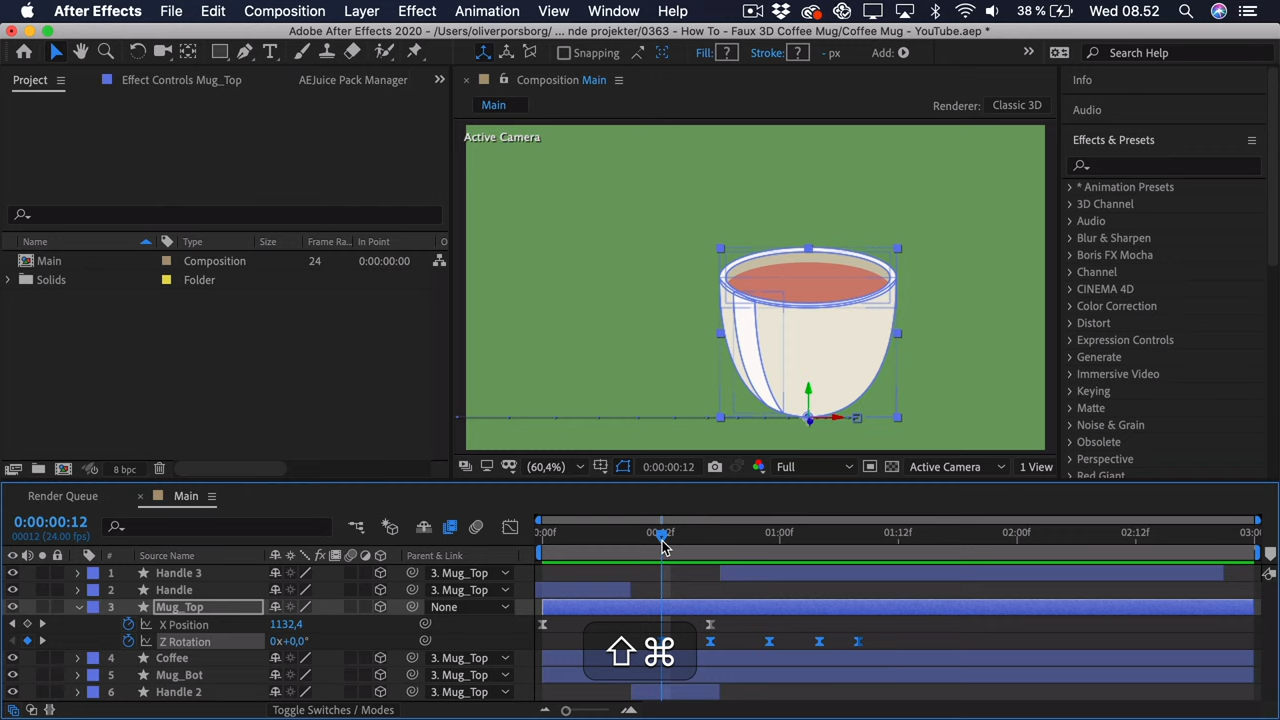 After Effects File Edit Composition Layer Effect Animation View Window Help 38 % Wed 08.52
Adobe After Effects 2020 - /Users/oliverporsborg/ ... nde projekter/0363 - How To - Faux 3D Coffee Mug/Coffee Mug - YouTube.aep *
Snapping Fill: ? Stroke: ? - px Add: » Search Help
Project Effect Controls Mug_Top AEJuice Pack Manager » × Composition Main Info
Main Renderer: Classic 3D Audio
Active Camera Effects & Presets
* Animation Presets
3D Channel
Audio
Blur & Sharpen
Boris FX Mocha
Channel
CINEMA 4D
Color Correction
Distort
Expression Controls
Generate
Immersive Video
Keying
Matte
Noise & Grain
Obsolete
Perspective
Red Giant
Name Type Size Frame Ra... In Point O
Main Composition 24 0:00:00:00
Solids Folder
8 bpc (60,4%) 0:00:00:12 Full Active Camera 1 View
Render Queue × Main
0:00:00:12
00012 (24.00 fps)
:00f 00:12f 01:00f 01:12f 02:00f 02:12f 03:00
# Source Name fx Parent & Link
1 Handle 3 3. Mug_Top
2 Handle 3. Mug_Top
3 Mug_Top None
X Position 1132,4
Z Rotation 0x+0,0°
4 Coffee 3. Mug_Top
5 Mug_Bot 3. Mug_Top
6 Handle 2 3. Mug_Top
⇧⌘
Toggle Switches / Modes